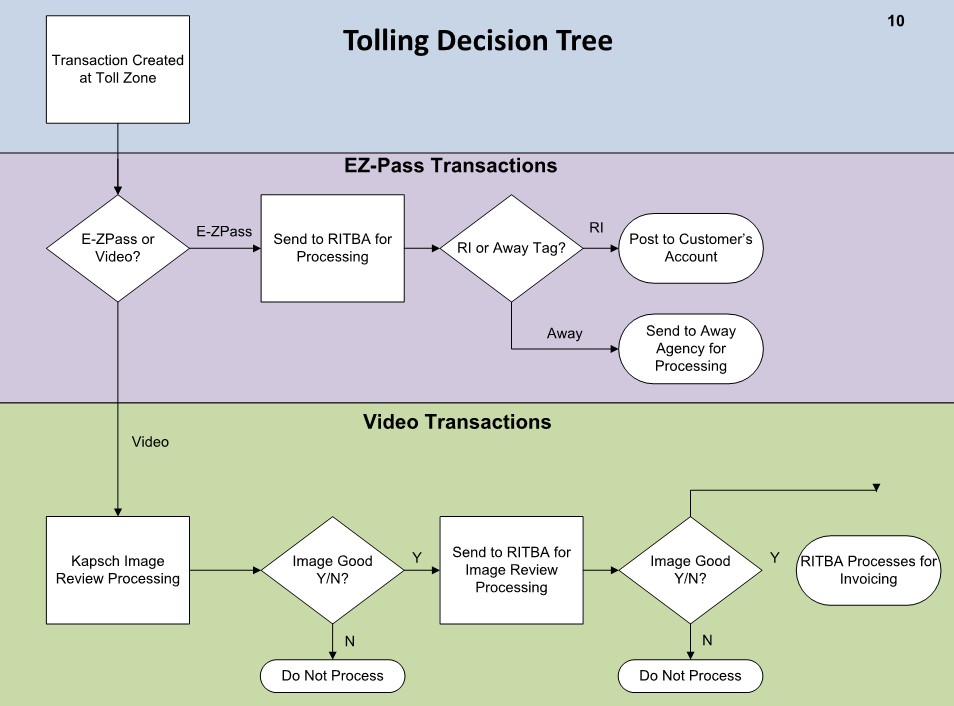 10
Tolling Decision Tree
Transaction Created
at Toll Zone
EZ-Pass Transactions
E-ZPass or
Video?
E-ZPass
Send to RITBA for
Processing
RI or Away Tag?
RI
Post to Customer's
Account
Away
Send to Away
Agency for
Processing
Video Transactions
Video
Kapsch Image
Review Processing
Image Good
Y/N?
Y
Send to RITBA for
Image Review
Processing
Image Good
Y/N?
Y
RITBA Processes for
Invoicing
N
Do Not Process
N
Do Not Process